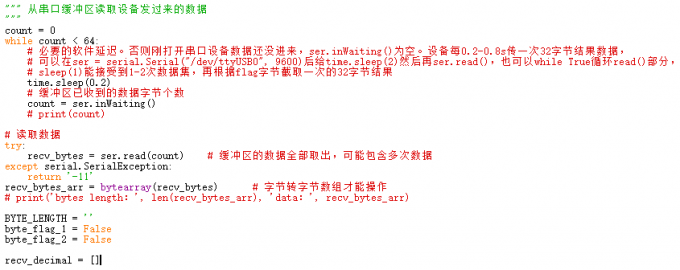 """ 从串口缓冲区读取设备发过来的数据
"""
count = 0
while count < 64:
    # 必要的软件延迟。否则刚打开串口设备数据还没进来，ser.inWaiting()为空。设备每0.2-0.8s传一次32字节结果数据，
    # 可以在ser = serial.Serial("/dev/ttyUSB0", 9600)后给time.sleep(2)然后再ser.read()，也可以while True循环read()部分，
    # sleep(1)能接受到1-2次数据集，再根据flag字节截取一次的32字节结果
    time.sleep(0.2)
    # 缓冲区已收到的数据字节个数
    count = ser.inWaiting()
    # print(count)

# 读取数据
try:
    recv_bytes = ser.read(count)    # 缓冲区的数据全部取出，可能包含多次数据
except serial.SerialException:
    return '-11'
recv_bytes_arr = bytearray(recv_bytes)    # 字节转字节数组才能操作
# print('bytes length：', len(recv_bytes_arr), 'data：', recv_bytes_arr)

BYTE_LENGTH = ''
byte_flag_1 = False
byte_flag_2 = False

recv_decimal = []